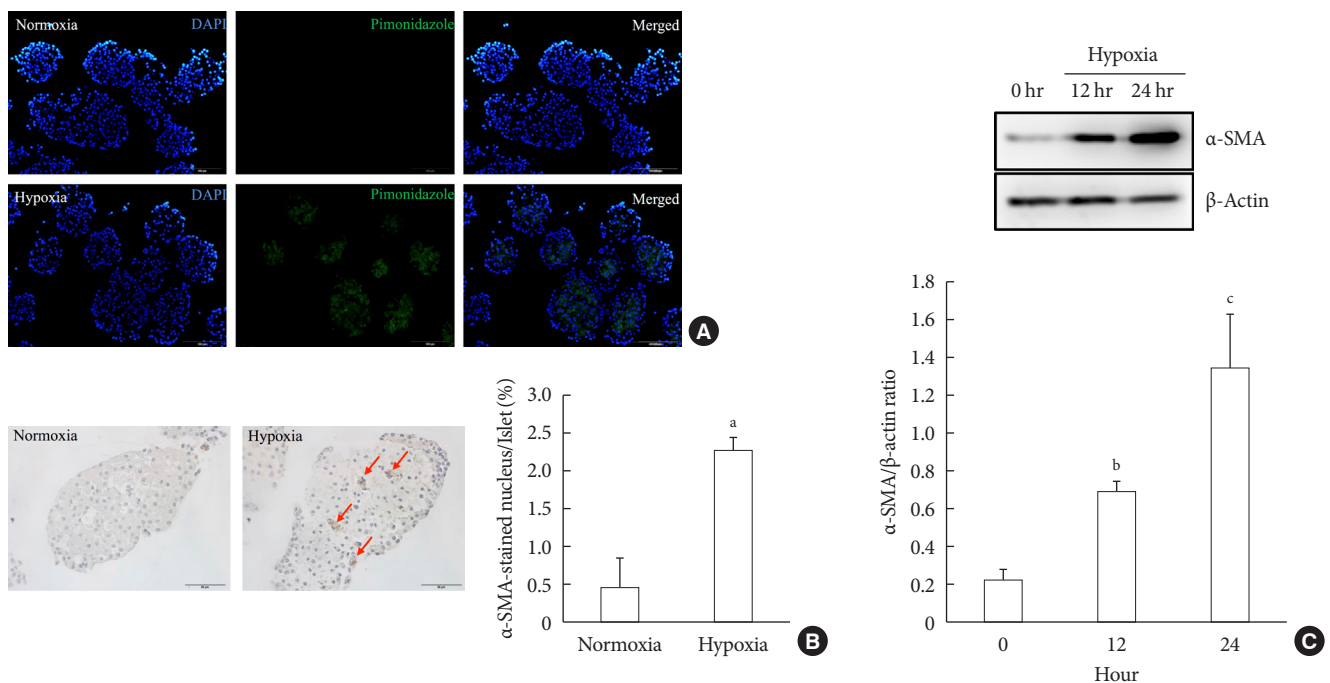 Normoxia DAPI Pimonidazole Merged
Hypoxia DAPI Pimonidazole Merged
A
Normoxia Hypoxia
α-SMA-stained nucleus/Islet (%)
3.0
2.5
2.0
1.5
1.0
0.5
0
a
Normoxia Hypoxia
B
Hypoxia
0 hr 12 hr 24 hr
α-SMA
β-Actin
α-SMA/β-actin ratio
1.8
1.6
1.4
1.2
1.0
0.8
0.6
0.4
0.2
0
b
c
0 12 24
Hour
C